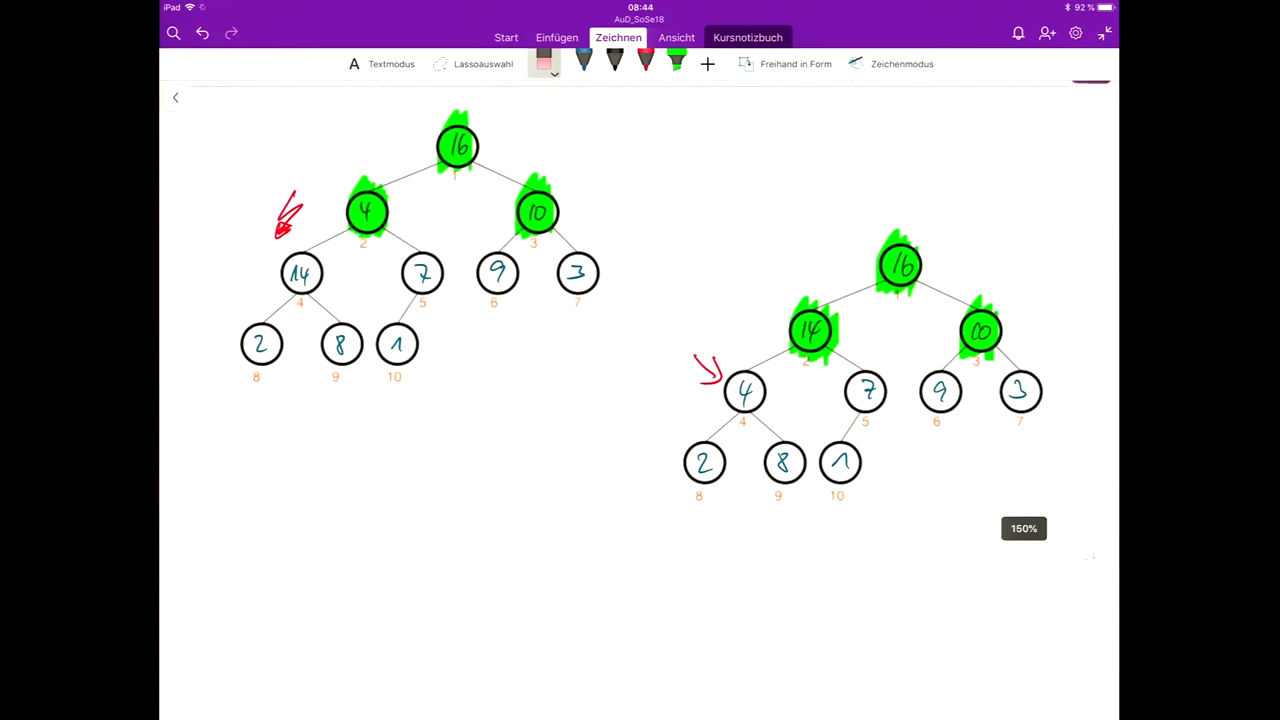 iPad 08:44 92 %
AuD_SoSe18
Start Einfügen Zeichnen Ansicht Kursnotizbuch
A Textmodus Lassoauswahl Freihand in Form Zeichenmodus
16
1
4 10
2 3
14 7 9 3
4 5 6 7
2 8 1
8 9 10
16
1
14 10
2 3
4 7 9 3
4 5 6 7
2 8 1
8 9 10
150%